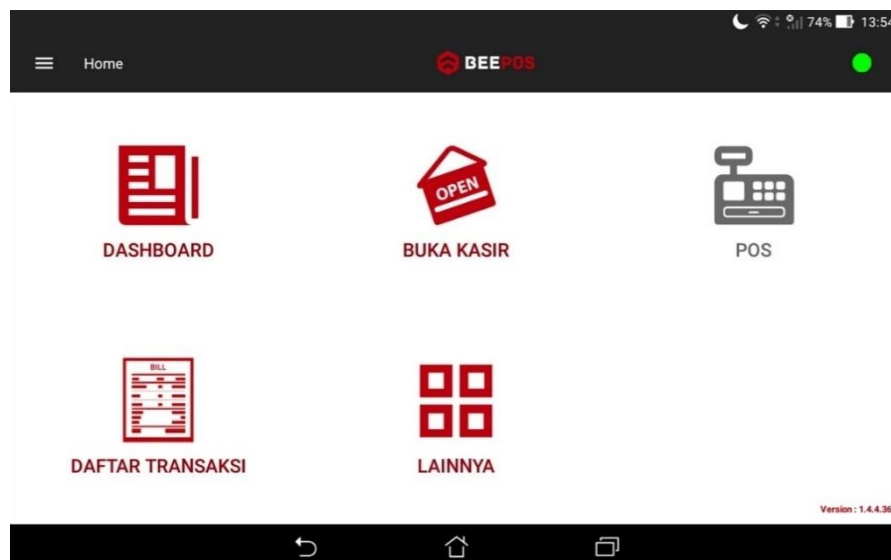 74% 13:54
Home
BEEPOS
OPEN
DASHBOARD
BUKA KASIR
POS
BILL
DAFTAR TRANSAKSI
LAINNYA
Version : 1.4.4.36